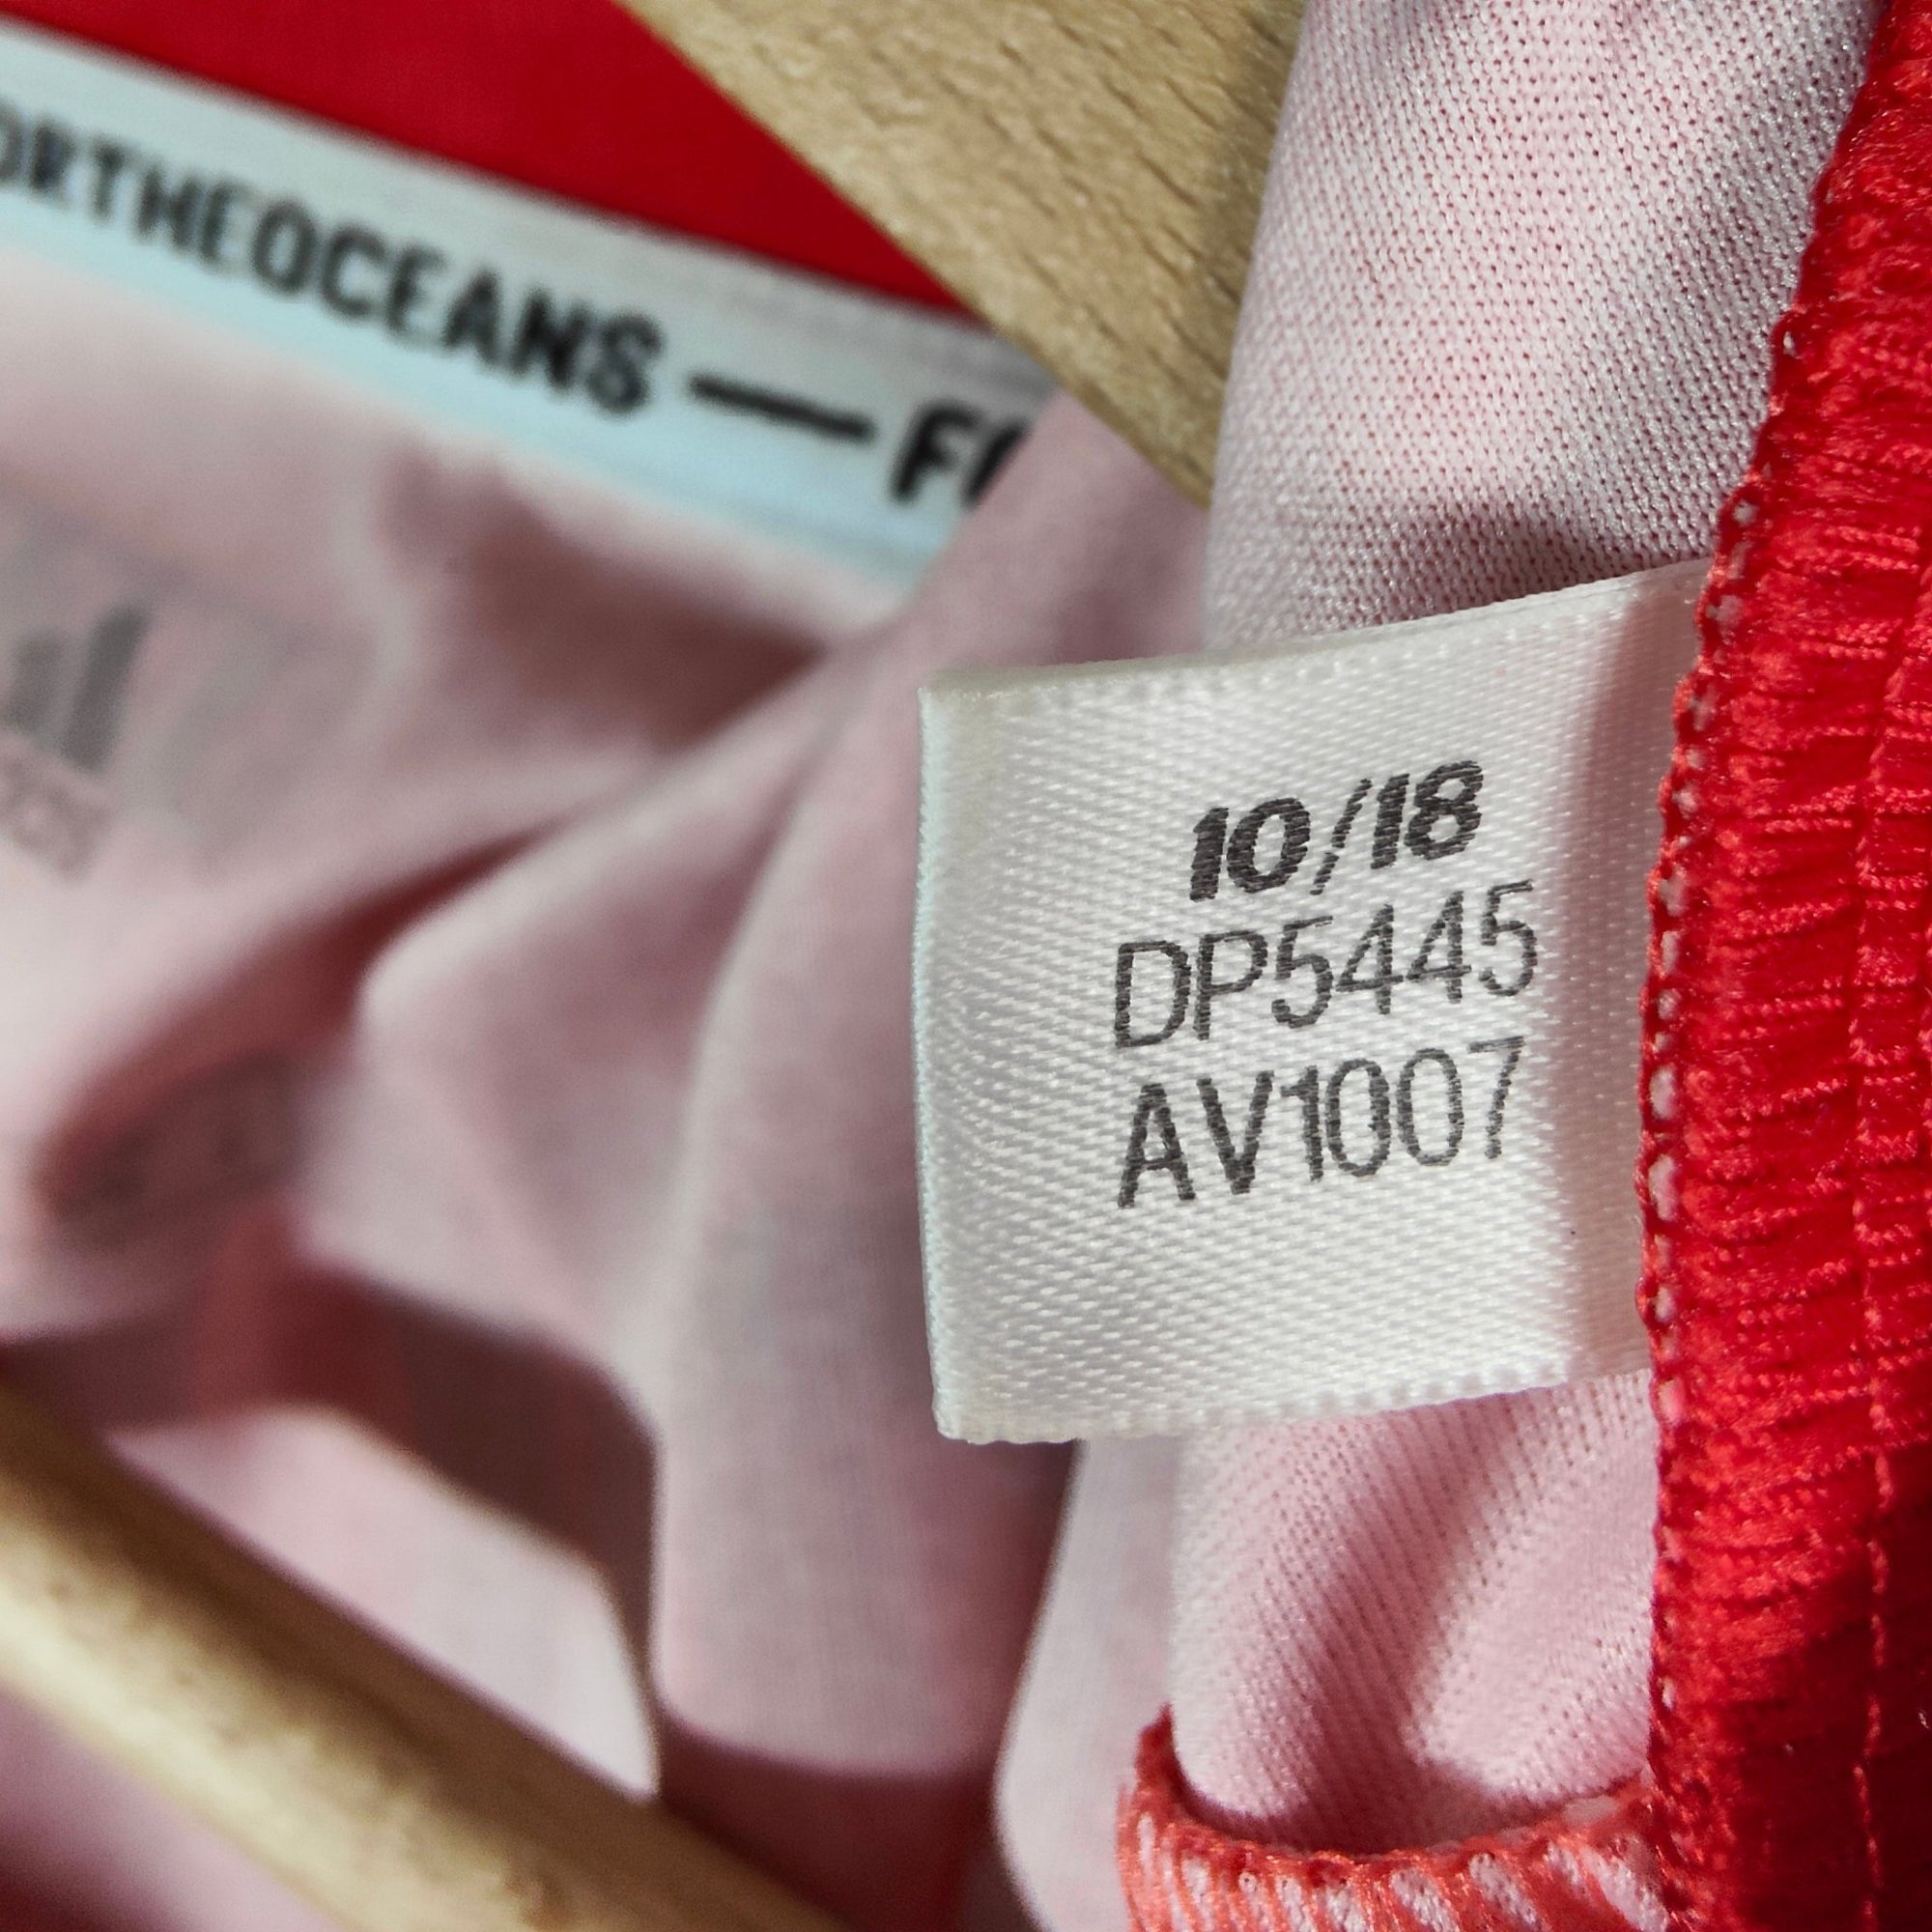 ORTHEOCEANS — FO
10/18
DP5445
AV1007